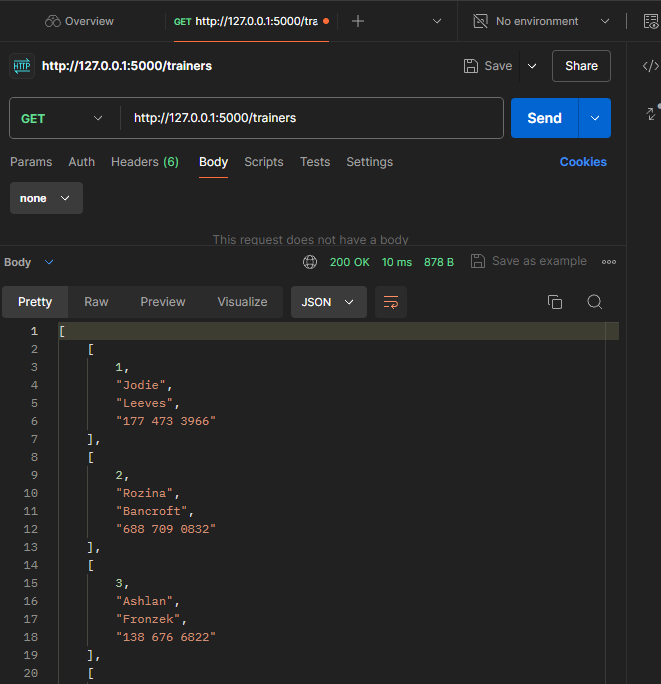 Overview
GET http://127.0.0.1:5000/tra
No environment
HTTP http://127.0.0.1:5000/trainers
Save
Share
</>
GET http://127.0.0.1:5000/trainers
Send
Params Auth Headers (6) Body Scripts Tests Settings
Cookies
none
This request does not have a body
Body
200 OK 10 ms 878 B Save as example
Pretty Raw Preview Visualize JSON
1 [
2 [
3 1,
4 "Jodie",
5 "Leeves",
6 "177 473 3966"
7 ],
8 [
9 2,
10 "Rozina",
11 "Bancroft",
12 "688 709 0832"
13 ],
14 [
15 3,
16 "Ashlan",
17 "Fronzek",
18 "138 676 6822"
19 ],
20 [